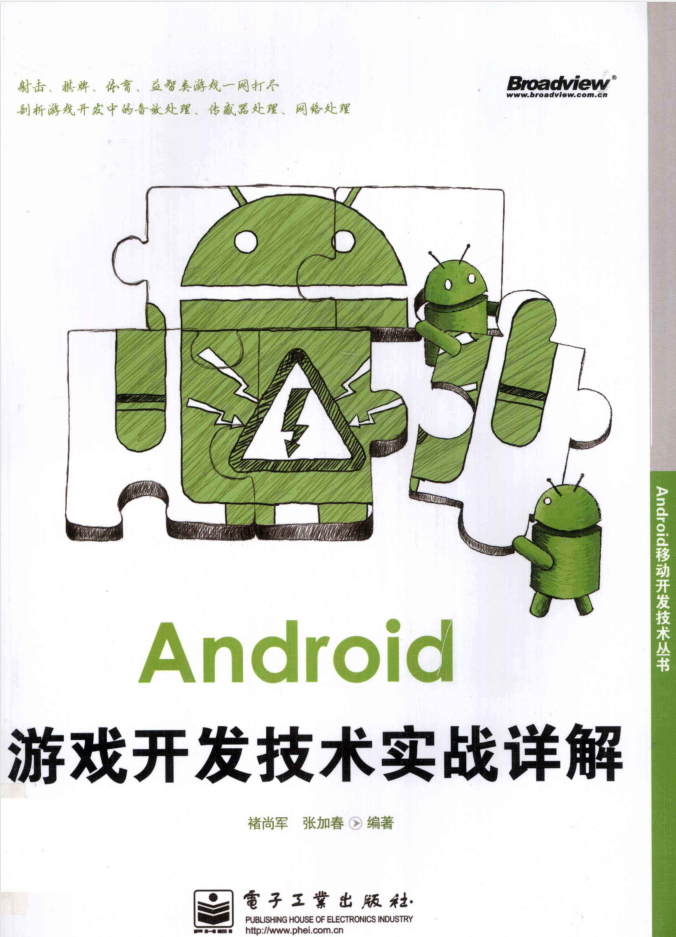 射击、棋牌、体育、益智类游戏一网打尽
剖析游戏开发中的音效处理、传感器处理、网络处理
Broadview®
www.broadview.com.cn
Android移动开发技术丛书
Android
游戏开发技术实战详解
褚尚军 张加春 编著
電子工業出版社·
PUBLISHING HOUSE OF ELECTRONICS INDUSTRY
PHEI
http://www.phei.com.cn